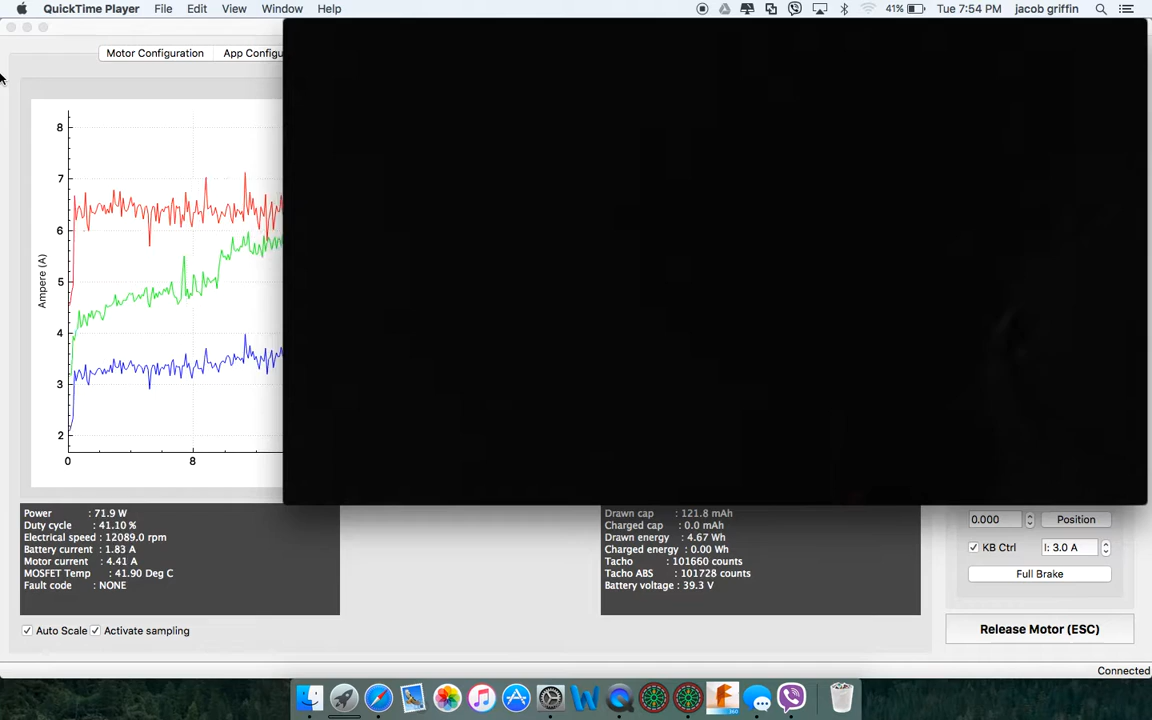 QuickTime Player File Edit View Window Help 41% Tue 7:54 PM jacob griffin
Motor Configuration App Configu
8
7
6
5
4
3
2
Ampere (A)
0 8
Power : 71.9 W
Duty cycle : 41.10 %
Electrical speed : 12089.0 rpm
Battery current : 1.83 A
Motor current : 4.41 A
MOSFET Temp : 41.90 Deg C
Fault code : NONE
Drawn cap : 121.8 mAh
Charged cap : 0.0 mAh
Drawn energy : 4.67 Wh
Charged energy : 0.00 Wh
Tacho : 101660 counts
Tacho ABS : 101728 counts
Battery voltage : 39.3 V
0.000 Position
KB Ctrl I: 3.0 A
Full Brake
Auto Scale Activate sampling
Release Motor (ESC)
Connected
W
360